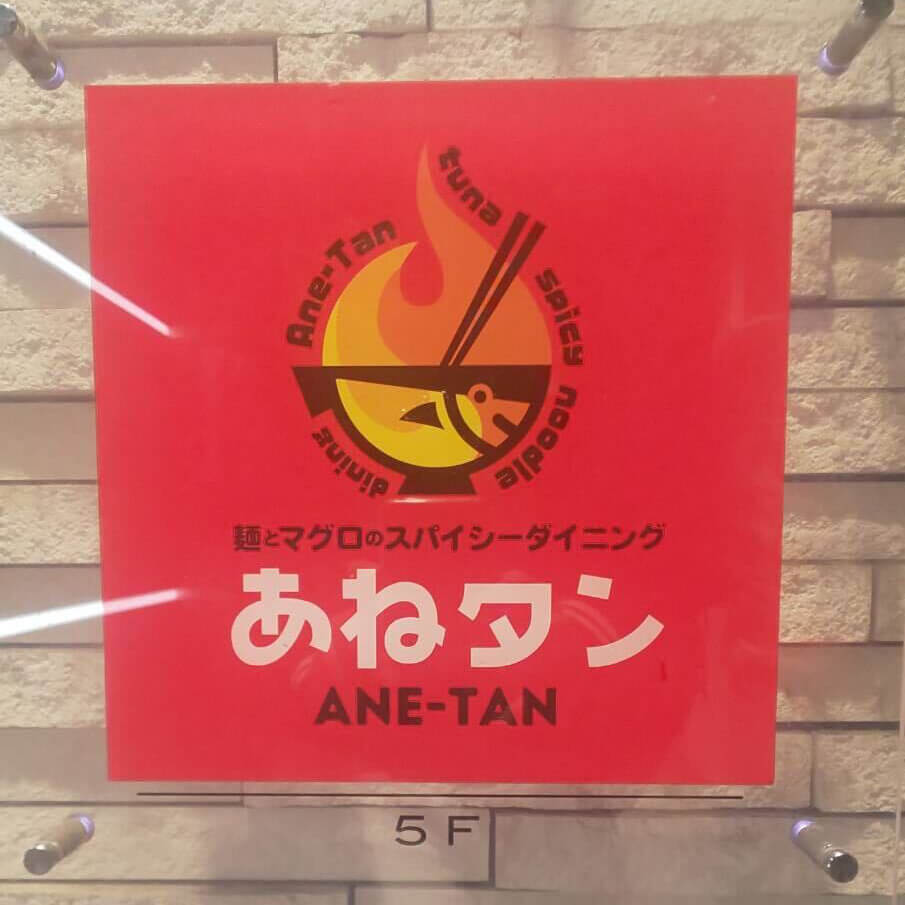 Ane-Tan
tuna
spicy noodle
dining
麺とマグロのスパイシーダイニング
あねタン
ANE-TAN
5F